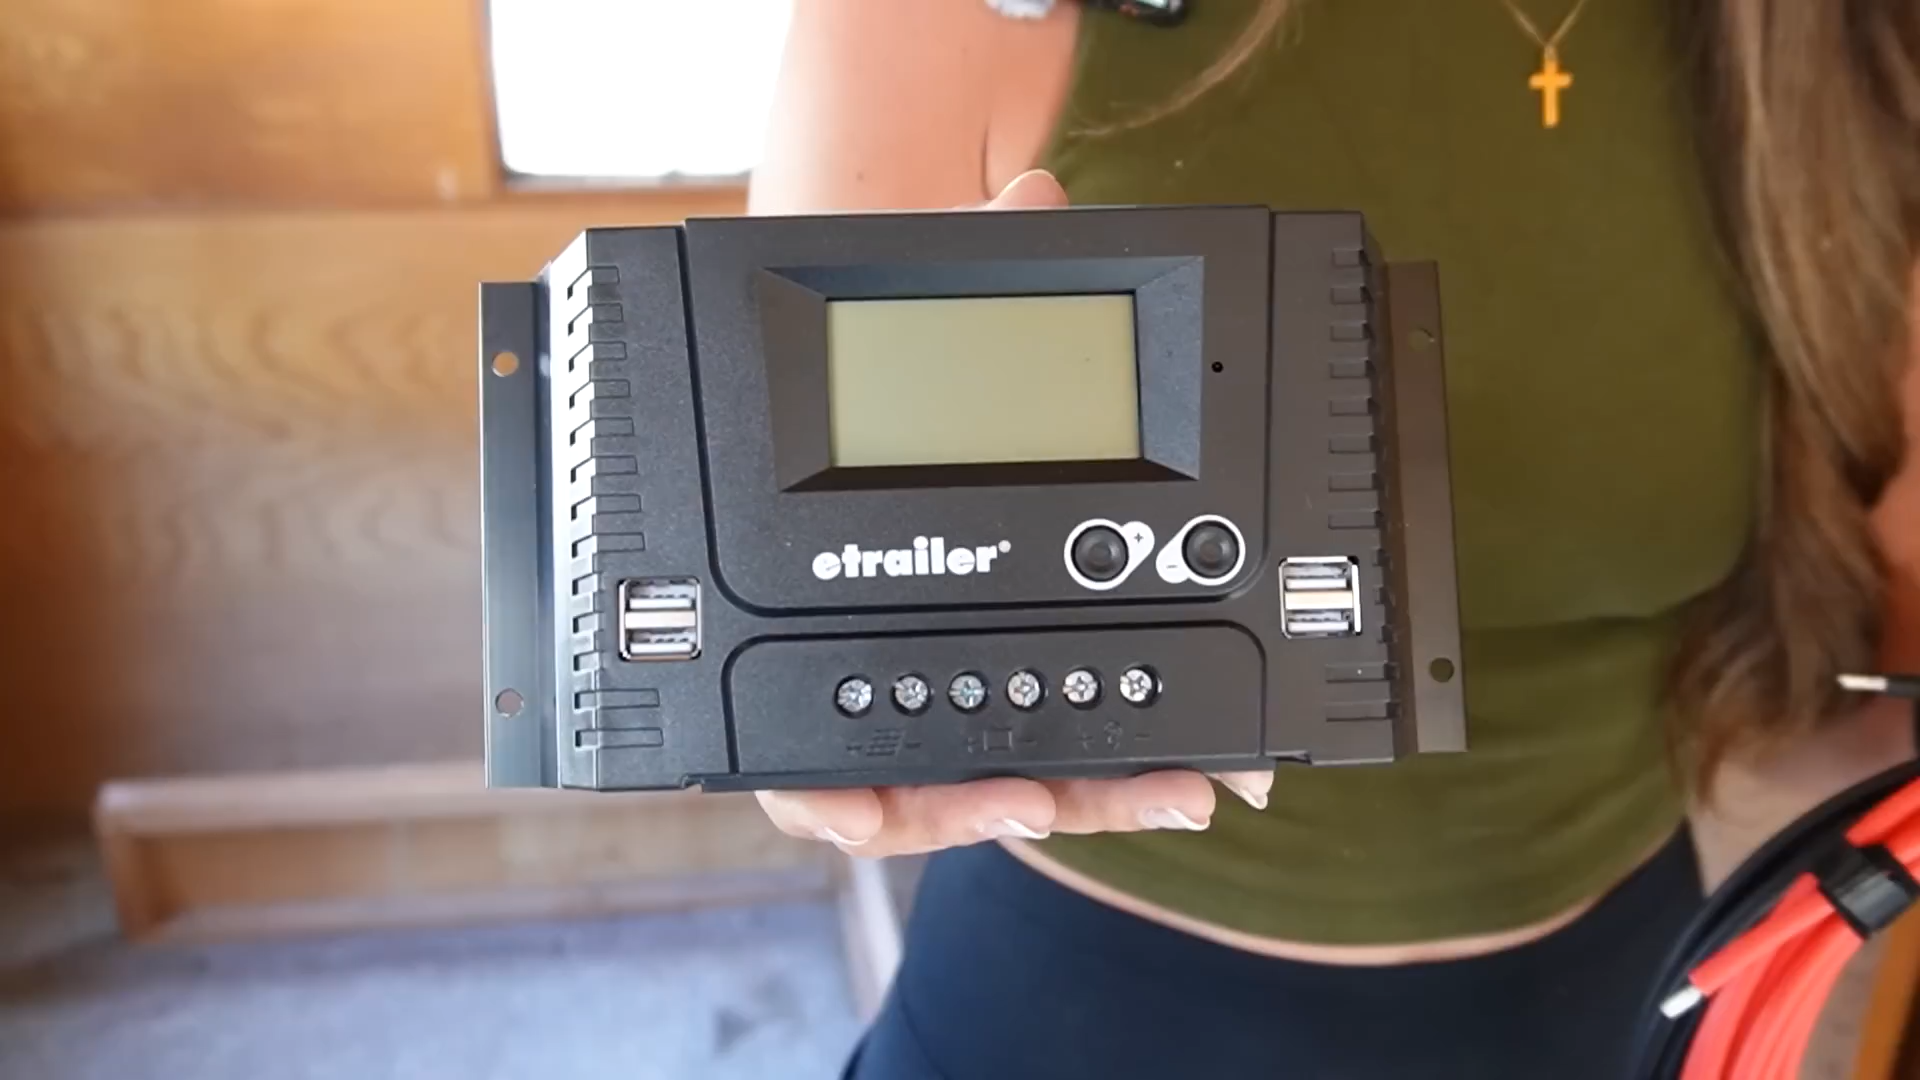 etrailer®
+
−
+ − + − + −